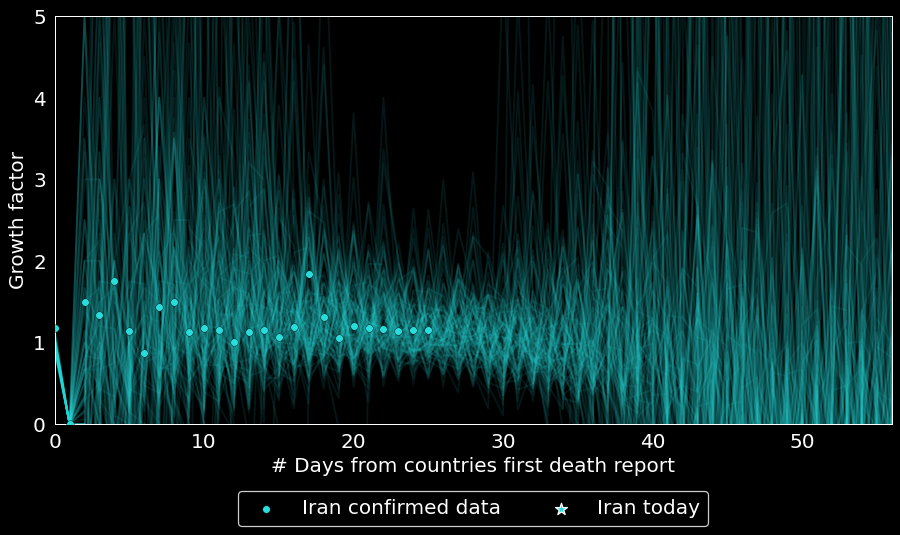 5
4
3
2
1
0
Growth factor
0 10 20 30 40 50
# Days from countries first death report
Iran confirmed data Iran today